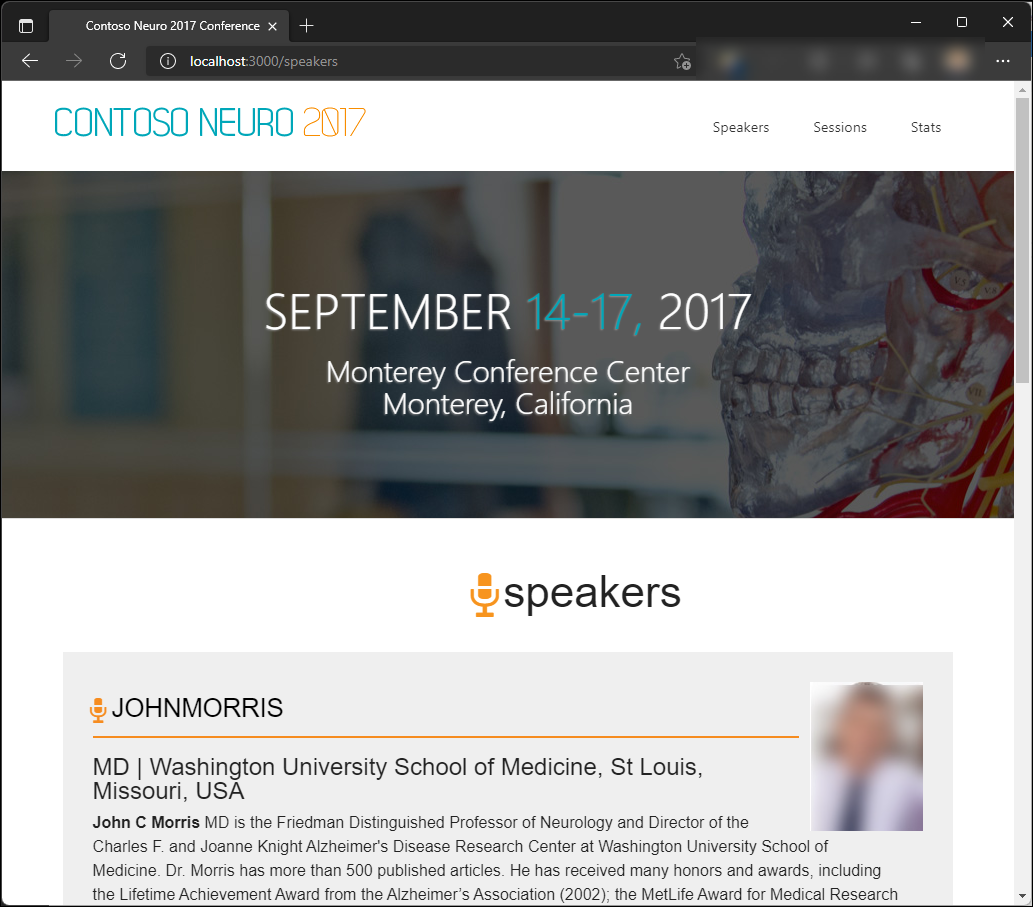 Contoso Neuro 2017 Conference
localhost:3000/speakers
CONTOSO NEURO 2017
Speakers Sessions Stats
SEPTEMBER 14-17, 2017
Monterey Conference Center
Monterey, California
speakers
JOHNMORRIS
MD | Washington University School of Medicine, St Louis,
Missouri, USA
John C Morris MD is the Friedman Distinguished Professor of Neurology and Director of the
Charles F. and Joanne Knight Alzheimer's Disease Research Center at Washington University School of
Medicine. Dr. Morris has more than 500 published articles. He has received many honors and awards, including
the Lifetime Achievement Award from the Alzheimer’s Association (2002); the MetLife Award for Medical Research